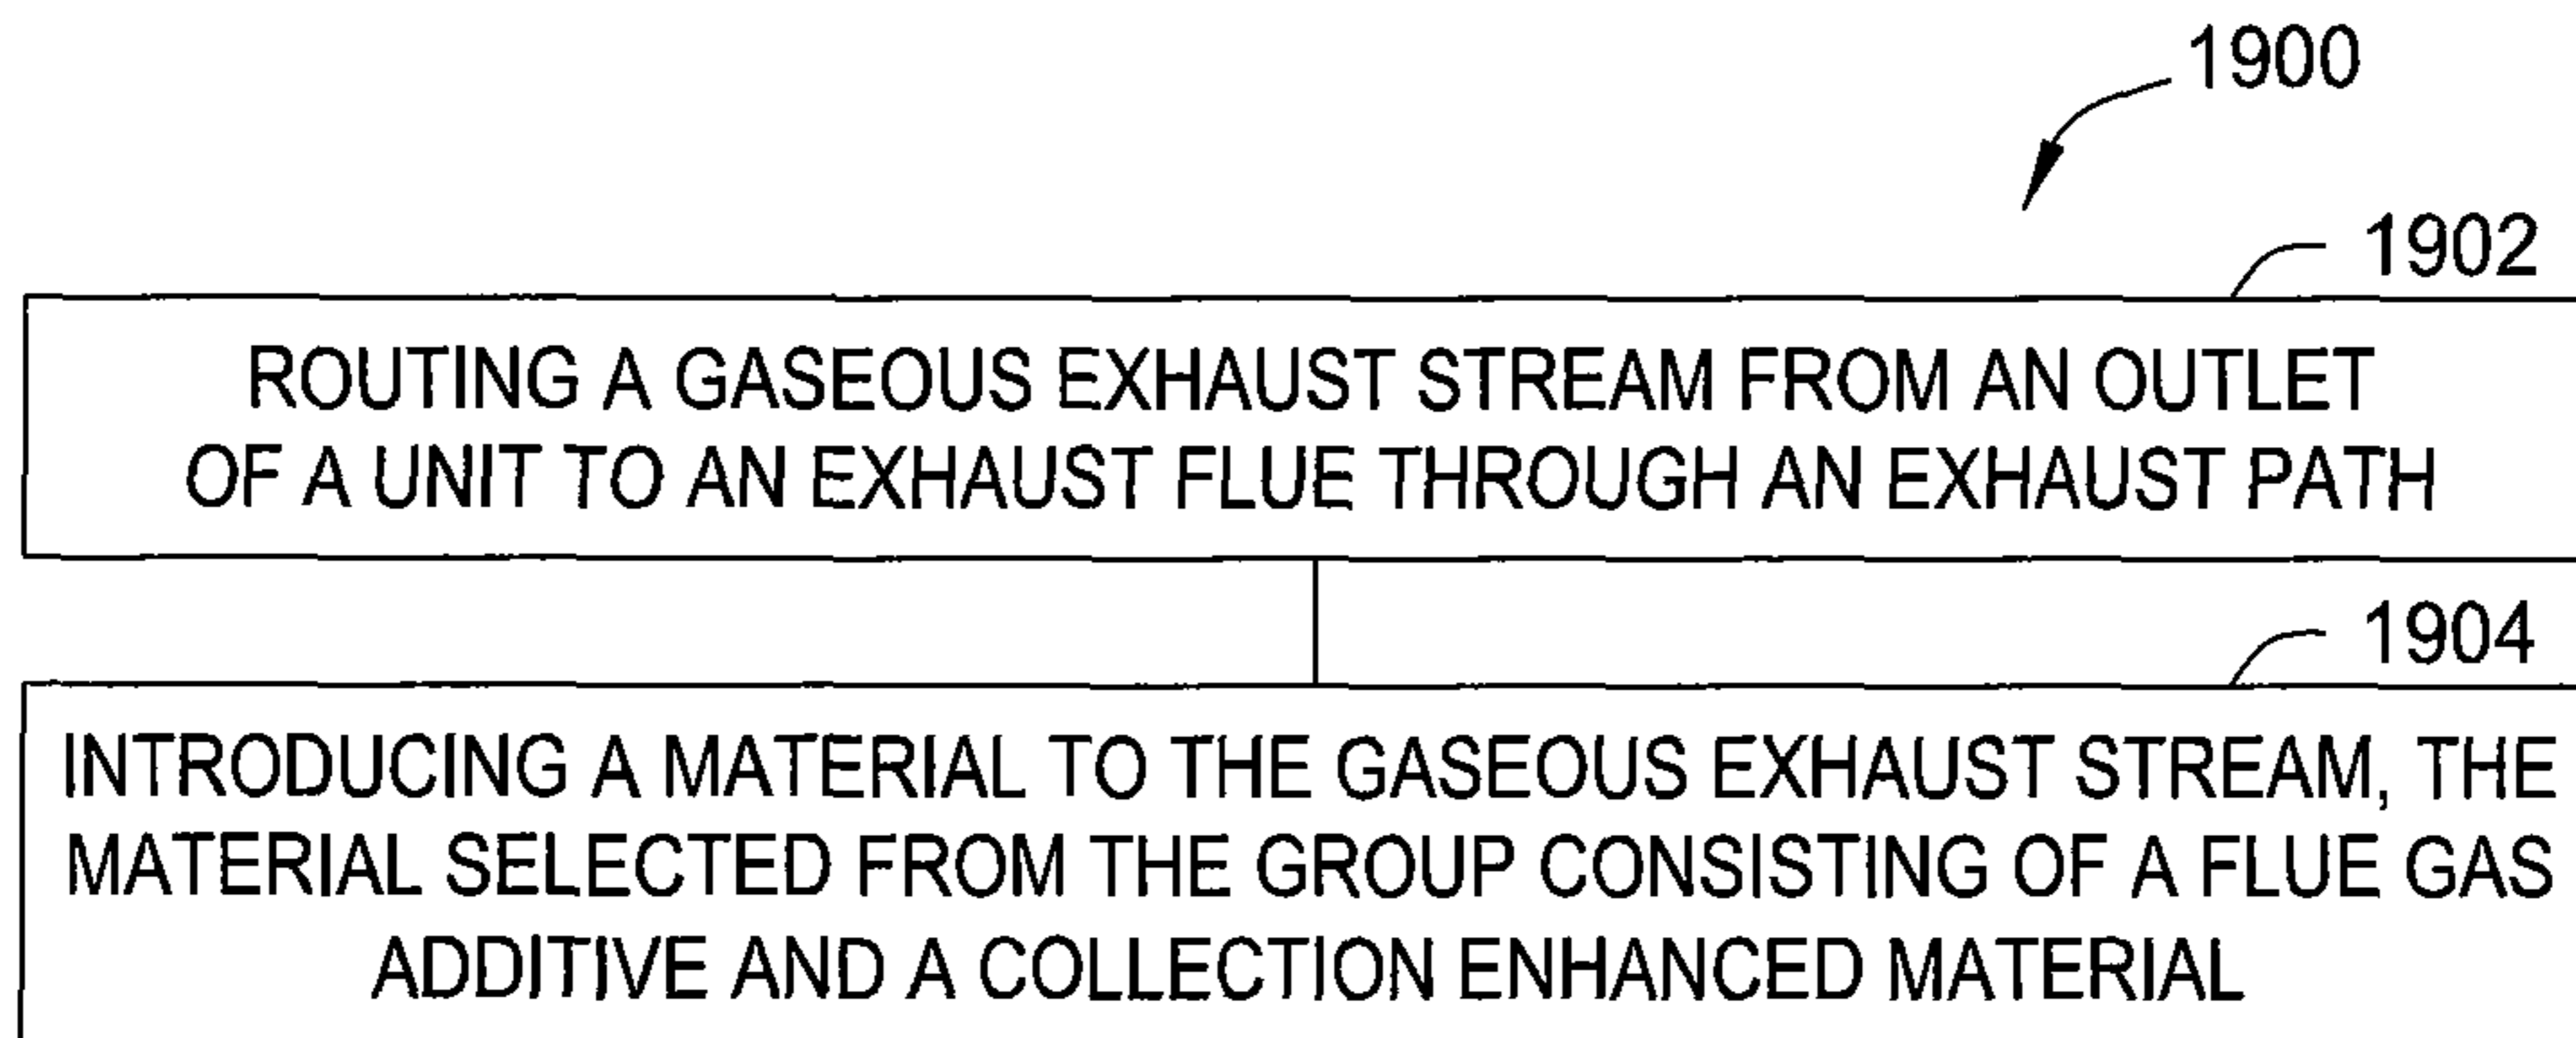 1900
1902
ROUTING A GASEOUS EXHAUST STREAM FROM AN OUTLET
OF A UNIT TO AN EXHAUST FLUE THROUGH AN EXHAUST PATH
1904
INTRODUCING A MATERIAL TO THE GASEOUS EXHAUST STREAM, THE
MATERIAL SELECTED FROM THE GROUP CONSISTING OF A FLUE GAS
ADDITIVE AND A COLLECTION ENHANCED MATERIAL